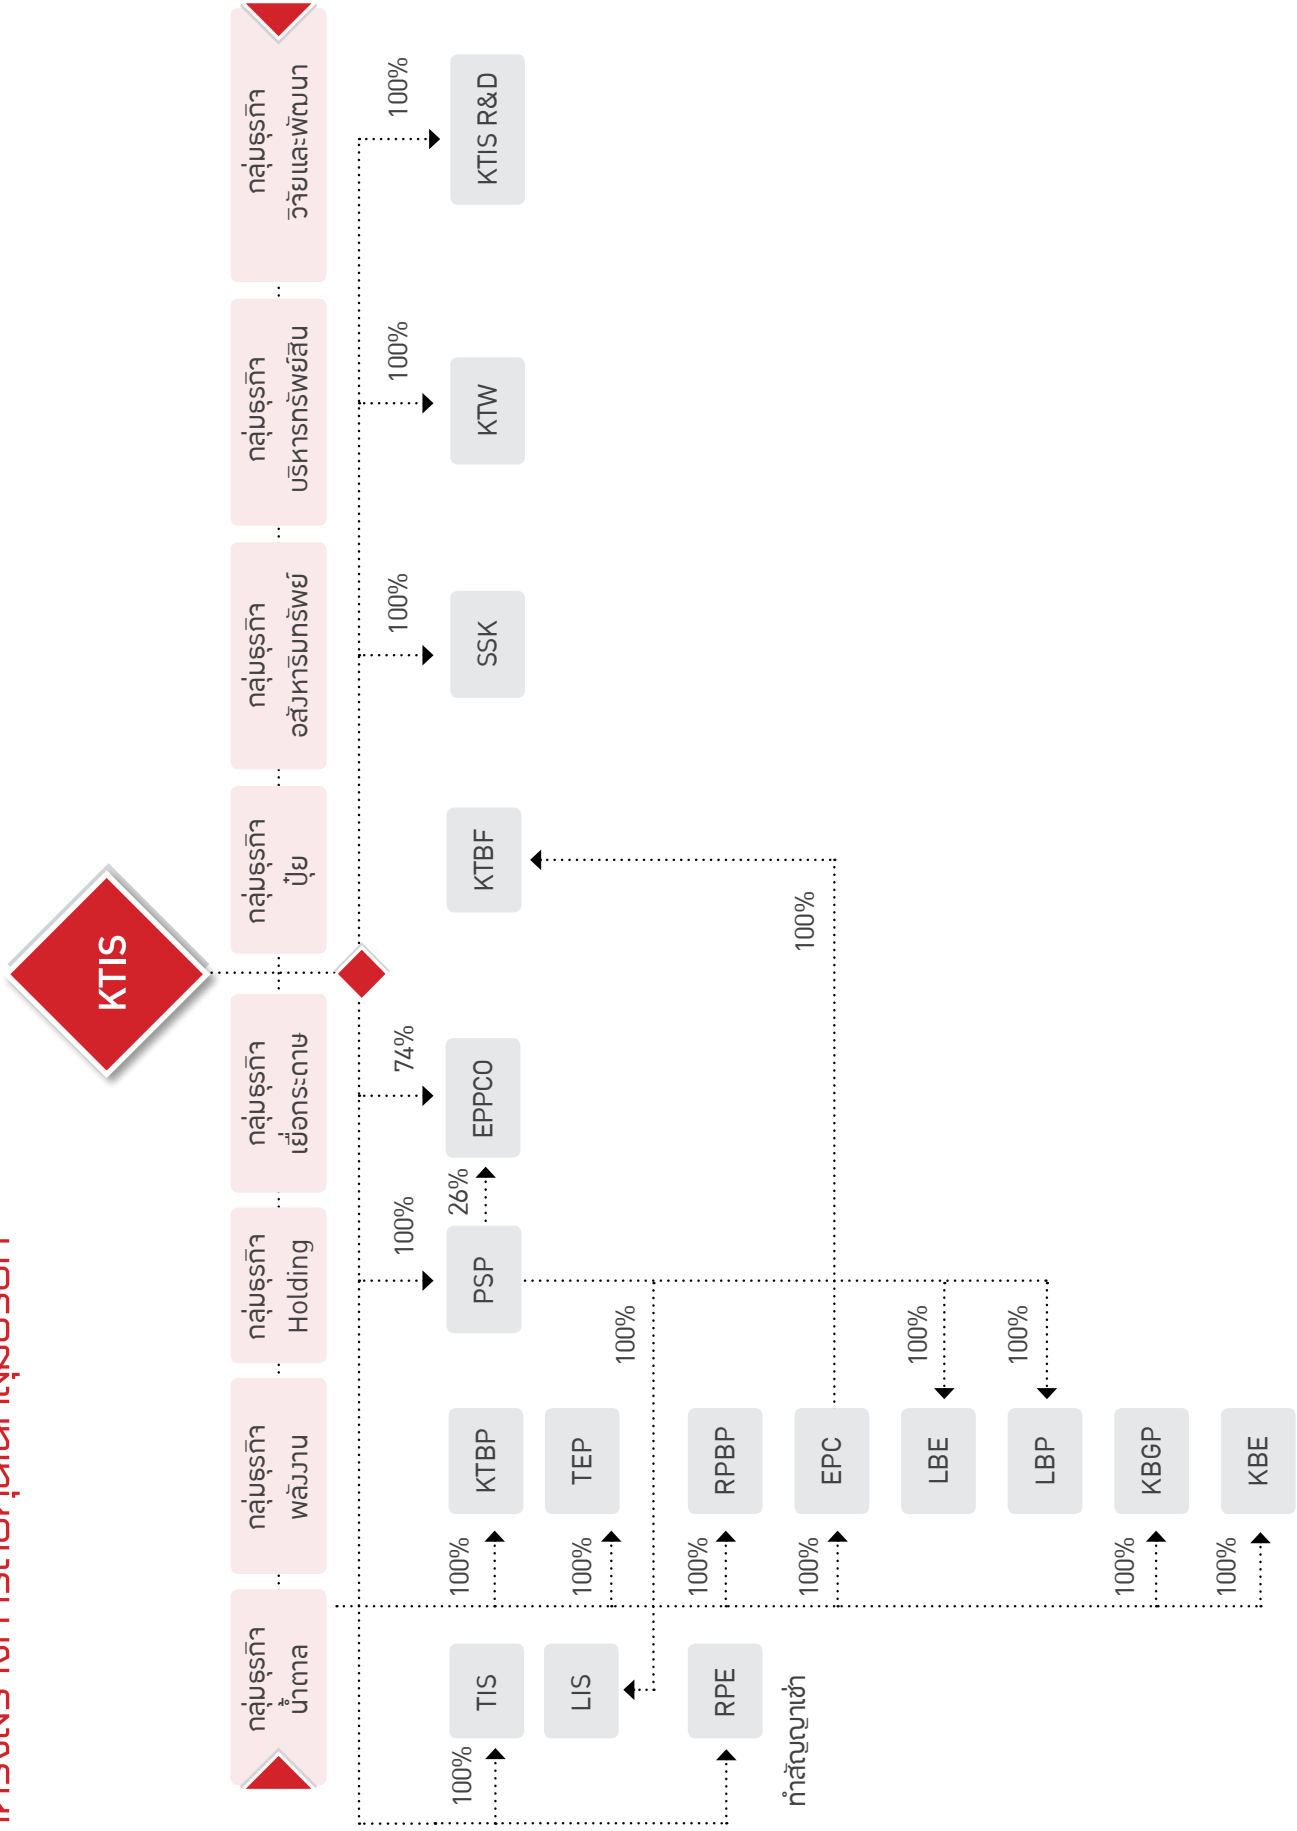 KTIS
กลุ่มธุรกิจ
น้ำตาล
กลุ่มธุรกิจ
พลังงาน
กลุ่มธุรกิจ
Holding
กลุ่มธุรกิจ
เยื่อกระดาษ
กลุ่มธุรกิจ
ปุ๋ย
กลุ่มธุรกิจ
อสังหาริมทรัพย์
กลุ่มธุรกิจ
บริหารทรัพย์สิน
กลุ่มธุรกิจ
วิจัยและพัฒนา
100%
74%
100%
100%
100%
100%
TIS
100%
KTBP
PSP
26%
EPPCO
KTBF
SSK
KTW
KTIS R&D
LIS
100%
TEP
100%
RPE
100%
RPBP
ทำสัญญาเช่า
100%
EPC
100%
LBE
100%
LBP
100%
100%
KBGP
100%
KBE